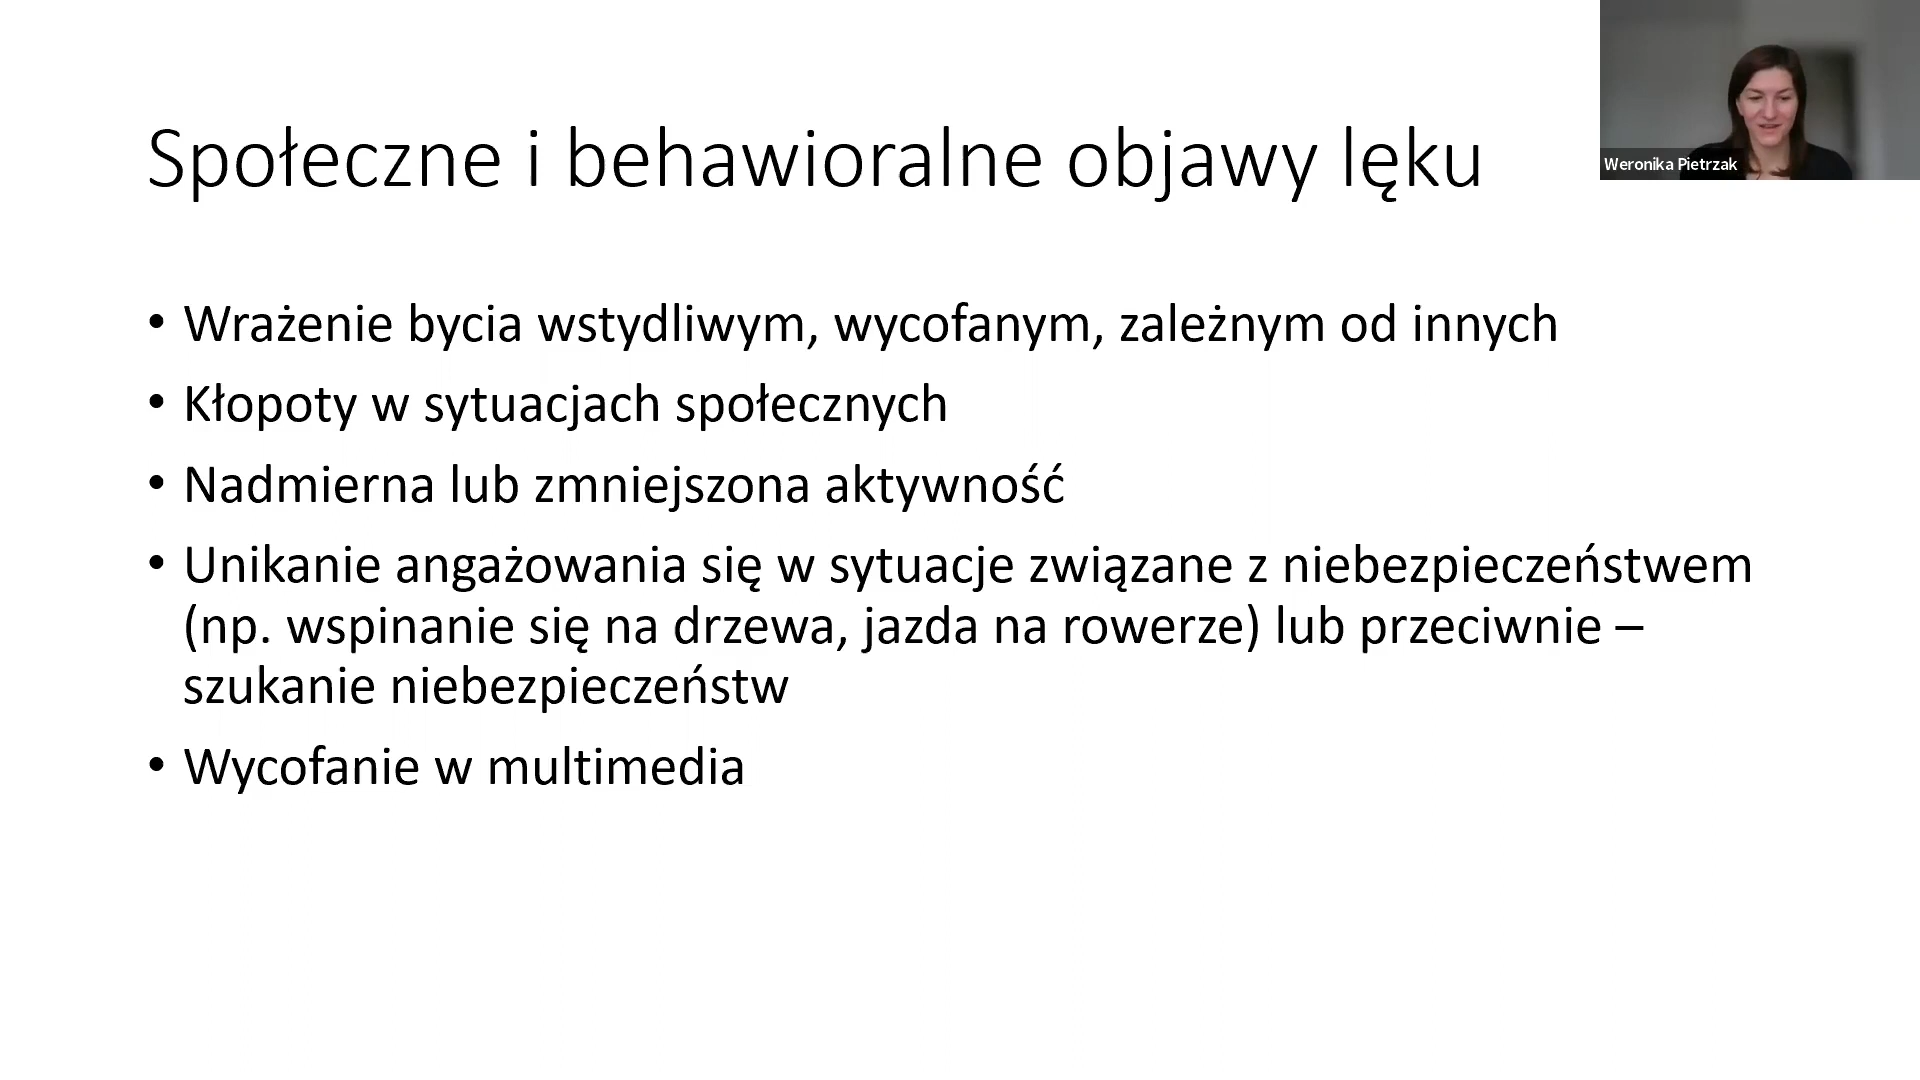 Społeczne i behawioralne objawy lęku
Weronika Pietrzak
• Wrażenie bycia wstydliwym, wycofanym, zależnym od innych
• Kłopoty w sytuacjach społecznych
• Nadmierna lub zmniejszona aktywność
• Unikanie angażowania się w sytuacje związane z niebezpieczeństwem
(np. wspinanie się na drzewa, jazda na rowerze) lub przeciwnie –
szukanie niebezpieczeństw
• Wycofanie w multimedia